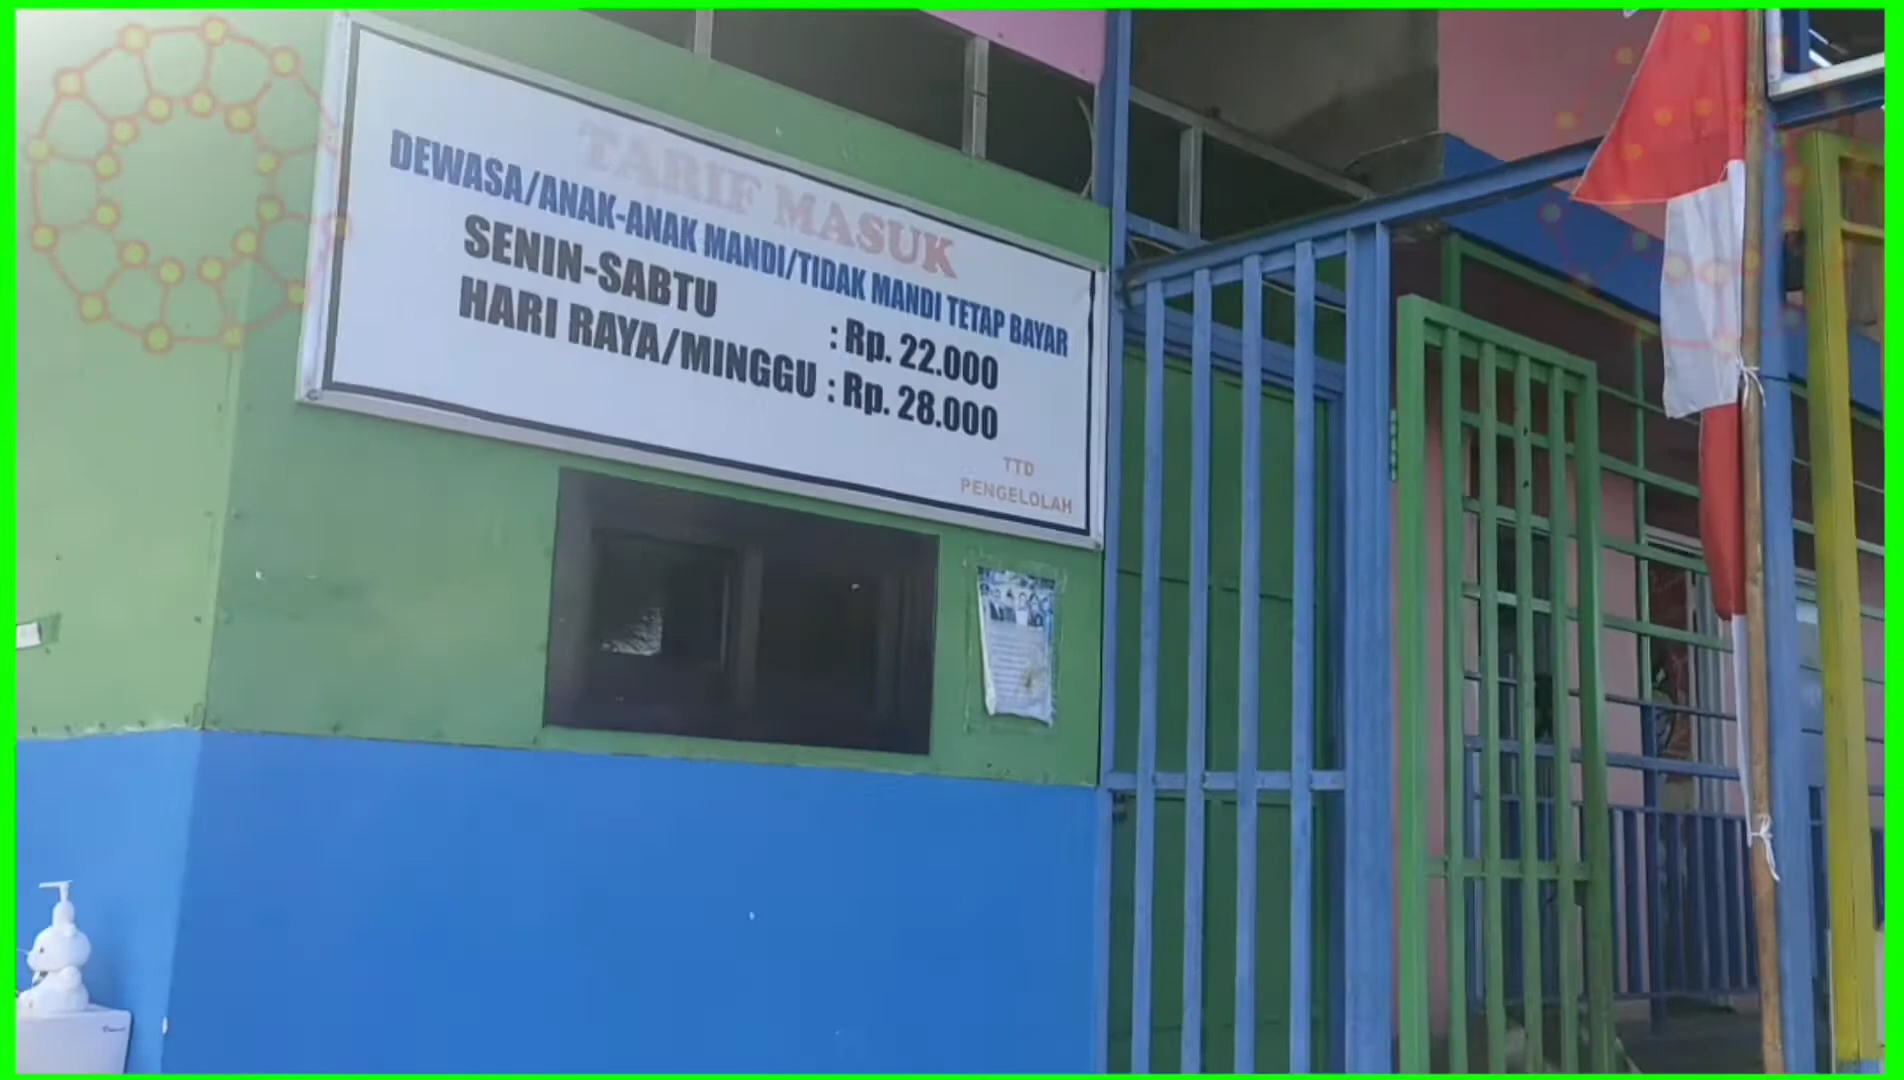 TARIF MASUK
DEWASA/ANAK-ANAK MANDI/TIDAK MANDI TETAP BAYAR
SENIN-SABTU : Rp. 22.000
HARI RAYA/MINGGU : Rp. 28.000
TTD
PENGELOLAH